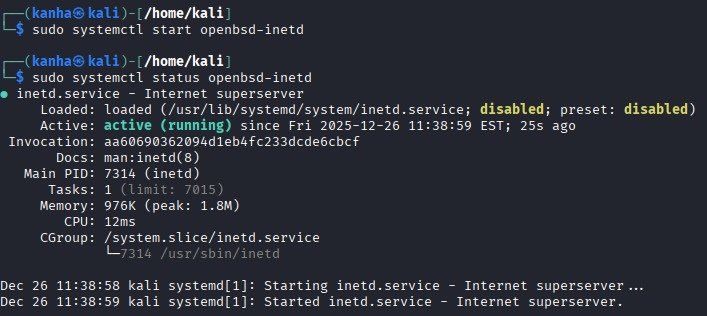 ┌──(kanha㉿kali)-[/home/kali]
└─$ sudo systemctl start openbsd-inetd
┌──(kanha㉿kali)-[/home/kali]
└─$ sudo systemctl status openbsd-inetd
● inetd.service - Internet superserver
Loaded: loaded (/usr/lib/systemd/system/inetd.service; disabled; preset: disabled)
Active: active (running) since Fri 2025-12-26 11:38:59 EST; 25s ago
Invocation: aa60690362094d1eb4fc233dcde6cbcf
Docs: man:inetd(8)
Main PID: 7314 (inetd)
Tasks: 1 (limit: 7015)
Memory: 976K (peak: 1.8M)
CPU: 12ms
CGroup: /system.slice/inetd.service
└─7314 /usr/sbin/inetd
Dec 26 11:38:58 kali systemd[1]: Starting inetd.service - Internet superserver...
Dec 26 11:38:59 kali systemd[1]: Started inetd.service - Internet superserver.